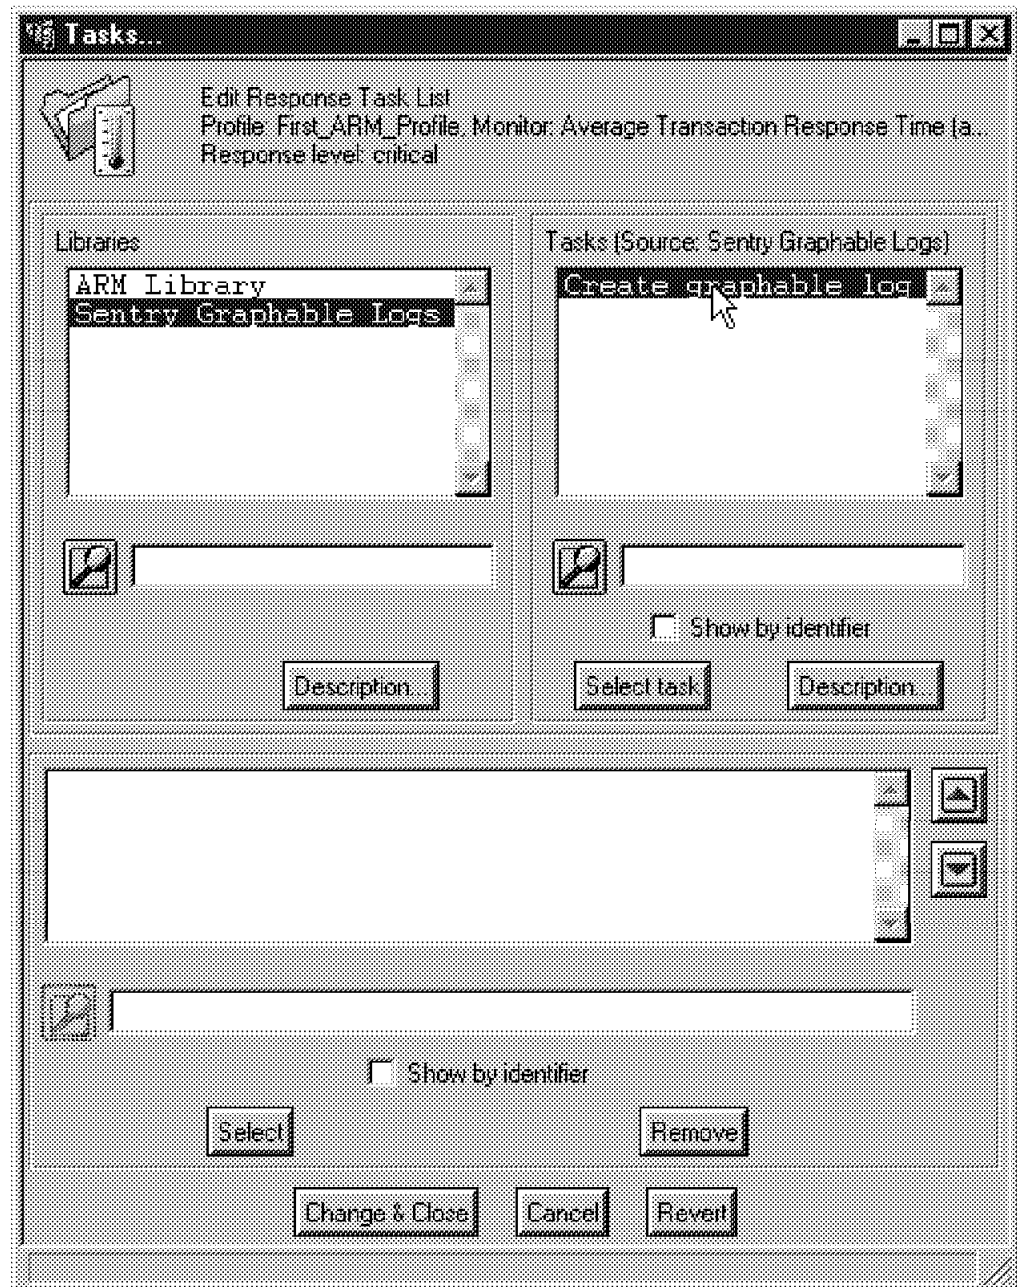 Tasks...
Edit Response Task List
Profile: First_ARM_Profile, Monitor: Average Transaction Response Time (a...
Response level: critical
Libraries
ARM Library
Sentry Graphable Logs
Tasks (Source: Sentry Graphable Logs)
Create graphable log
Show by identifier
Description...
Select task
Description...
Show by identifier
Select
Remove
Change & Close
Cancel
Revert